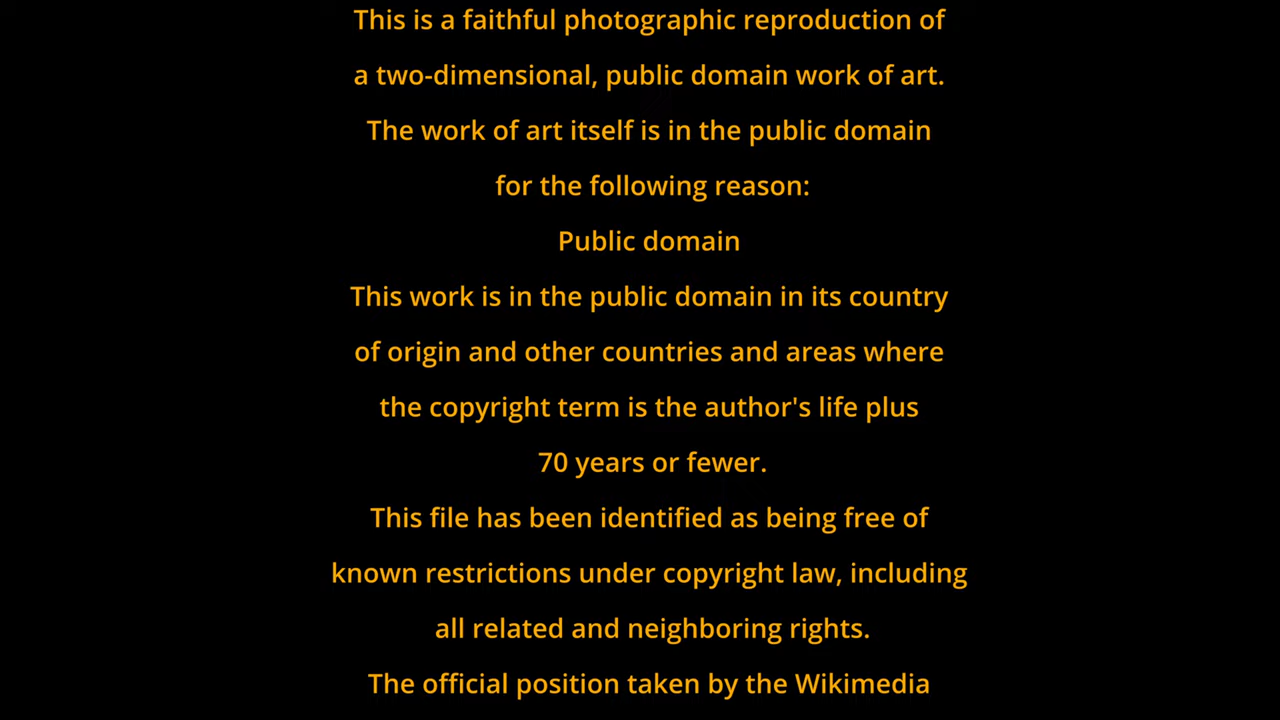 This is a faithful photographic reproduction of
a two-dimensional, public domain work of art.
The work of art itself is in the public domain
for the following reason:
Public domain
This work is in the public domain in its country
of origin and other countries and areas where
the copyright term is the author's life plus
70 years or fewer.
This file has been identified as being free of
known restrictions under copyright law, including
all related and neighboring rights.
The official position taken by the Wikimedia